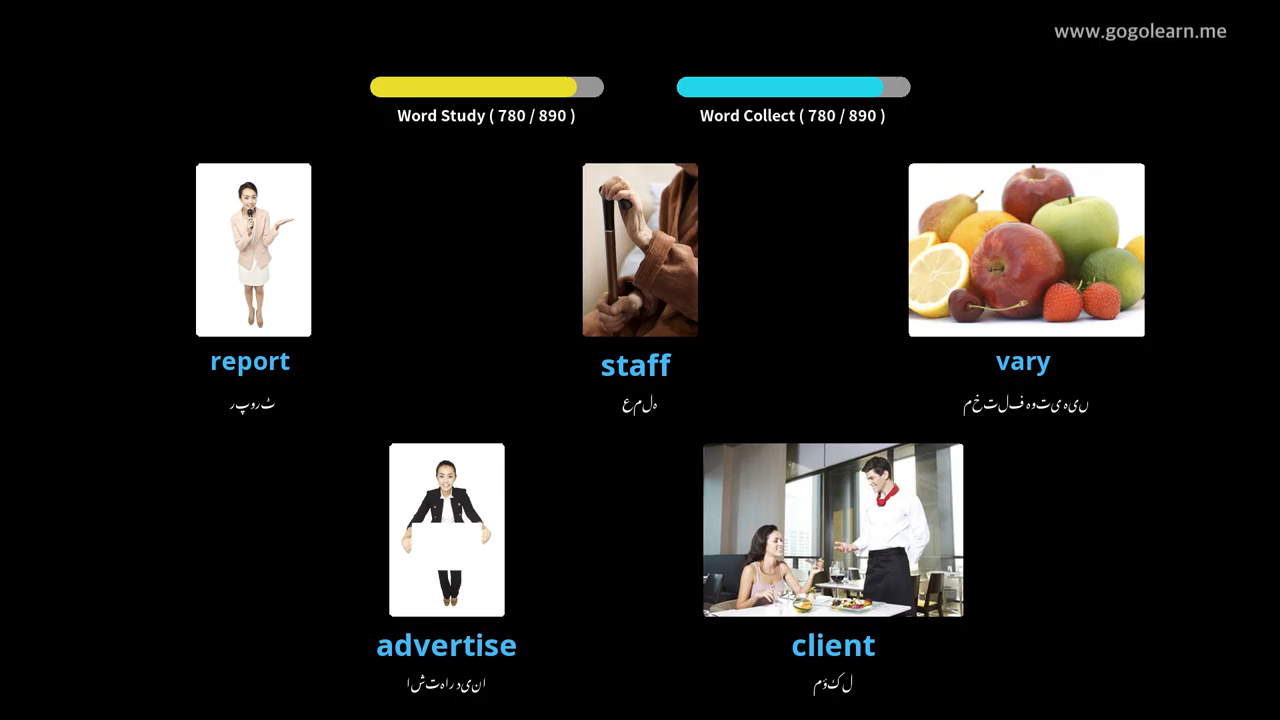 www.gogolearn.me
Word Study ( 780 / 890 )
Word Collect ( 780 / 890 )
report
staff
vary
رپورٹ
عملہ
مختلف ہوتی ہیں
advertise
client
اشتہار دینا
مؤکل